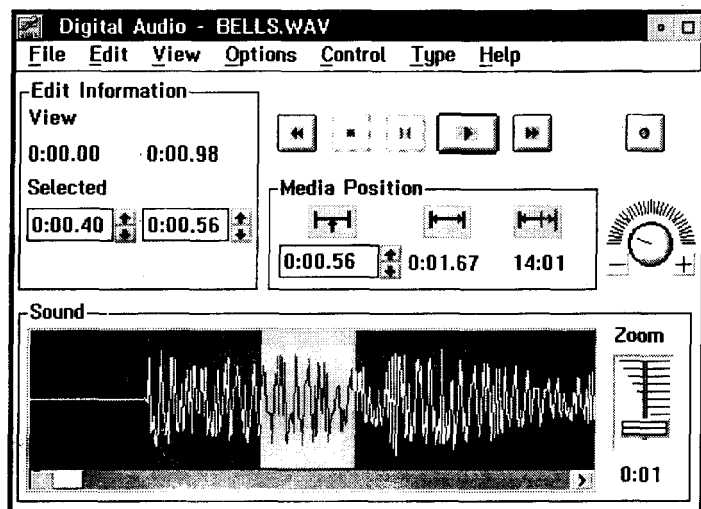 Digital Audio - BELLS.WAV
File Edit View Options Control Type Help
Edit Information
View
0:00.00 0:00.98
Selected
0:00.40 0:00.56
Media Position
0:00.56 0:01.67 14:01
Sound
Zoom
0:01